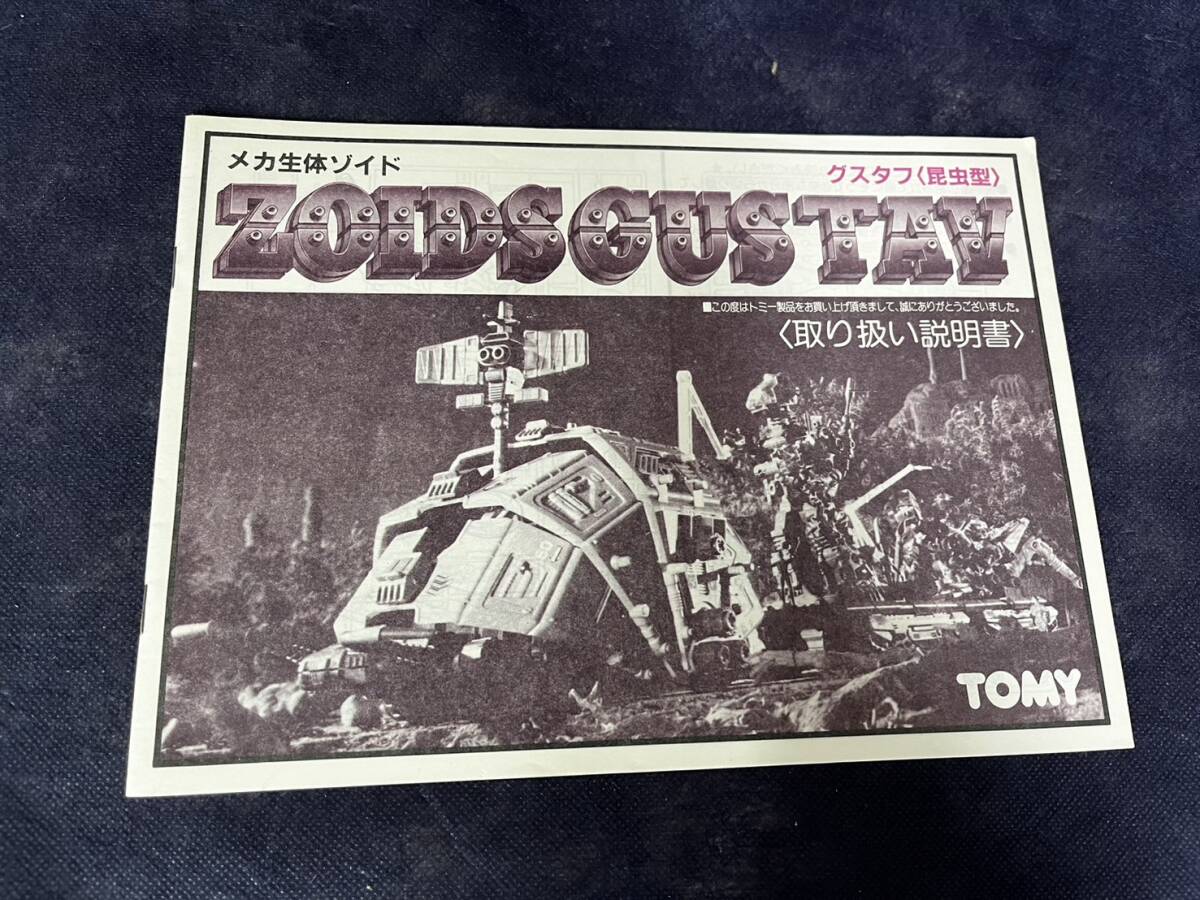 メカ生体ゾイド
グスタフ〈昆虫型〉
ZOIDS GUSTAV
■この度はトミー製品をお買い上げ頂きまして、誠にありがとうございました。
〈取り扱い説明書〉
TOMY